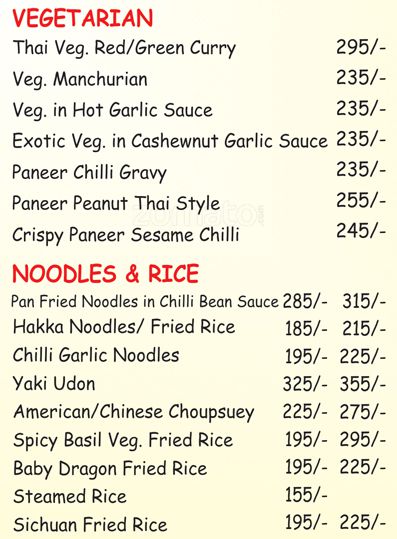 VEGETARIAN
Thai Veg. Red/Green Curry 295/-
Veg. Manchurian 235/-
Veg. in Hot Garlic Sauce 235/-
Exotic Veg. in Cashewnut Garlic Sauce 235/-
Paneer Chilli Gravy 235/-
Paneer Peanut Thai Style 255/-
zomato.com
Crispy Paneer Sesame Chilli 245/-
NOODLES & RICE
Pan Fried Noodles in Chilli Bean Sauce 285/- 315/-
Hakka Noodles/ Fried Rice 185/- 215/-
Chilli Garlic Noodles 195/- 225/-
Yaki Udon 325/- 355/-
American/Chinese Choupsuey 225/- 275/-
Spicy Basil Veg. Fried Rice 195/- 295/-
Baby Dragon Fried Rice 195/- 225/-
Steamed Rice 155/-
Sichuan Fried Rice 195/- 225/-